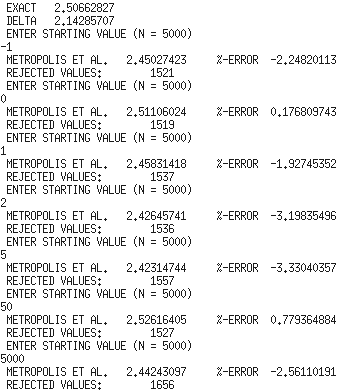 EXACT 2.50662827
DELTA 2.14285707
ENTER STARTING VALUE (N = 5000)
-1
METROPOLIS ET AL. 2.45027423 %-ERROR -2.24820113
REJECTED VALUES: 1521
ENTER STARTING VALUE (N = 5000)
0
METROPOLIS ET AL. 2.51106024 %-ERROR 0.176809743
REJECTED VALUES: 1519
ENTER STARTING VALUE (N = 5000)
1
METROPOLIS ET AL. 2.45831418 %-ERROR -1.92745352
REJECTED VALUES: 1537
ENTER STARTING VALUE (N = 5000)
2
METROPOLIS ET AL. 2.42645741 %-ERROR -3.19835496
REJECTED VALUES: 1536
ENTER STARTING VALUE (N = 5000)
5
METROPOLIS ET AL. 2.42314744 %-ERROR -3.33040357
REJECTED VALUES: 1557
ENTER STARTING VALUE (N = 5000)
50
METROPOLIS ET AL. 2.52616405 %-ERROR 0.779364884
REJECTED VALUES: 1527
ENTER STARTING VALUE (N = 5000)
5000
METROPOLIS ET AL. 2.44243097 %-ERROR -2.56110191
REJECTED VALUES: 1656